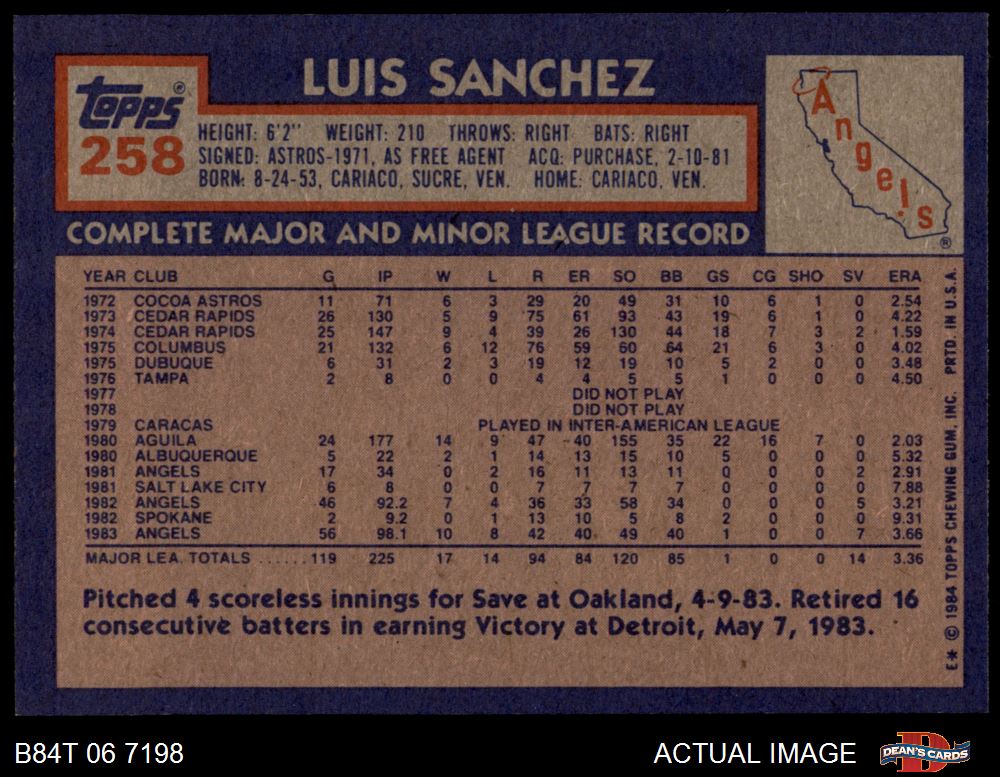 LUIS SANCHEZ
Topps®
258
HEIGHT: 6'2" WEIGHT: 210 THROWS: RIGHT BATS: RIGHT
SIGNED: ASTROS-1971, AS FREE AGENT ACQ: PURCHASE, 2-10-81
BORN: 8-24-53, CARIACO, SUCRE, VEN. HOME: CARIACO, VEN.
Angels
®
COMPLETE MAJOR AND MINOR LEAGUE RECORD
YEAR CLUB G IP W L R ER SO BB GS CG SHO SV ERA
1972 COCOA ASTROS 11 71 6 3 29 20 49 31 10 6 1 0 2.54
1973 CEDAR RAPIDS 26 130 5 9 75 61 93 43 19 6 1 0 4.22
1974 CEDAR RAPIDS 25 147 9 4 39 26 130 44 18 7 3 2 1.59
1975 COLUMBUS 21 132 6 12 76 59 60 64 21 6 3 0 4.02
1975 DUBUQUE 6 31 2 3 19 12 19 10 5 2 0 0 3.48
1976 TAMPA 2 8 0 0 4 4 5 5 1 0 0 0 4.50
1977 DID NOT PLAY
1978 DID NOT PLAY
1979 CARACAS PLAYED IN INTER-AMERICAN LEAGUE
1980 AGUILA 24 177 14 9 47 40 155 35 22 16 7 0 2.03
1980 ALBUQUERQUE 5 22 2 1 14 13 15 10 5 0 0 0 5.32
1981 ANGELS 17 34 0 2 16 11 13 11 0 0 0 2 2.91
1981 SALT LAKE CITY 6 8 0 0 7 7 7 7 0 0 0 0 7.88
1982 ANGELS 46 92.2 7 4 36 33 58 34 0 0 0 5 3.21
1982 SPOKANE 2 9.2 0 1 13 10 5 8 2 0 0 0 9.31
1983 ANGELS 56 98.1 10 8 42 40 49 40 1 0 0 7 3.66
MAJOR LEA. TOTALS ......119 225 17 14 94 84 120 85 1 0 0 14 3.36
Pitched 4 scoreless innings for Save at Oakland, 4-9-83. Retired 16
consecutive batters in earning Victory at Detroit, May 7, 1983.
E* © 1984 TOPPS CHEWING GUM, INC. PRTD. IN U.S.A.
B84T 06 7198
ACTUAL IMAGE
DEAN'S CARDS